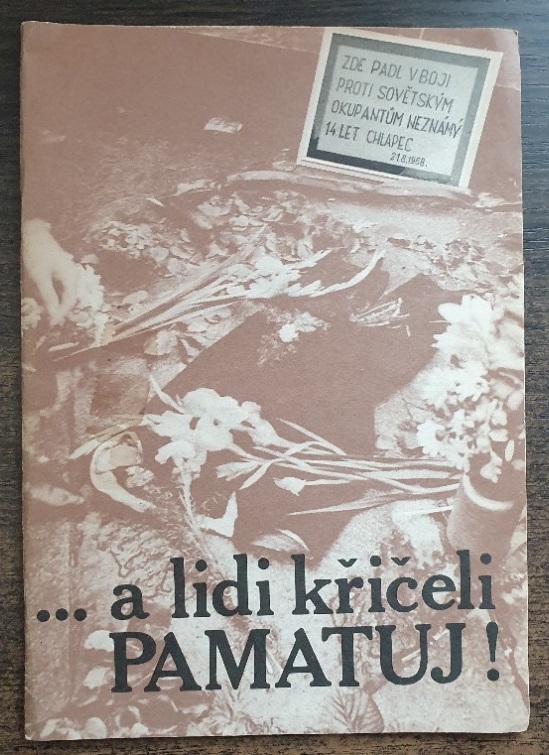 ZDE PADL V BOJI
PROTI SOVĚTSKÝM
OKUPANTŮM NEZNÁMÝ
14 LET CHLAPEC
21.8.1968.
... a lidi křičeli
PAMATUJ!